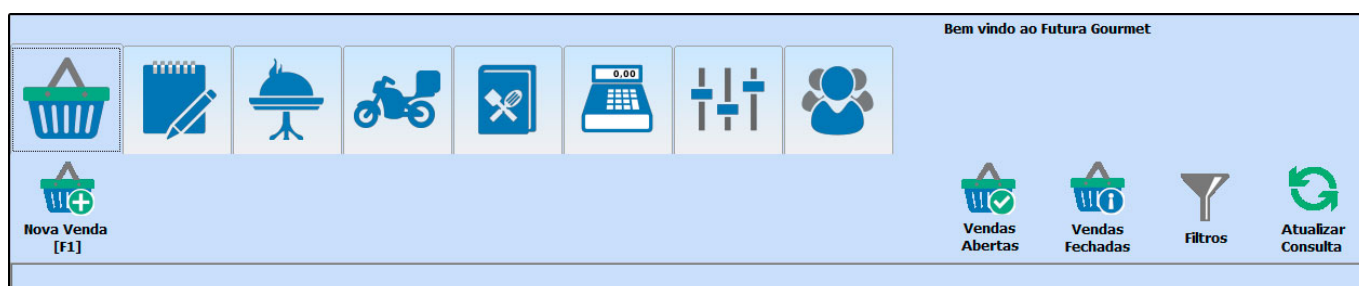 Bem vindo ao Futura Gourmet
0,00
Nova Venda
[F1]
Vendas
Abertas
Vendas
Fechadas
Filtros
Atualizar
Consulta